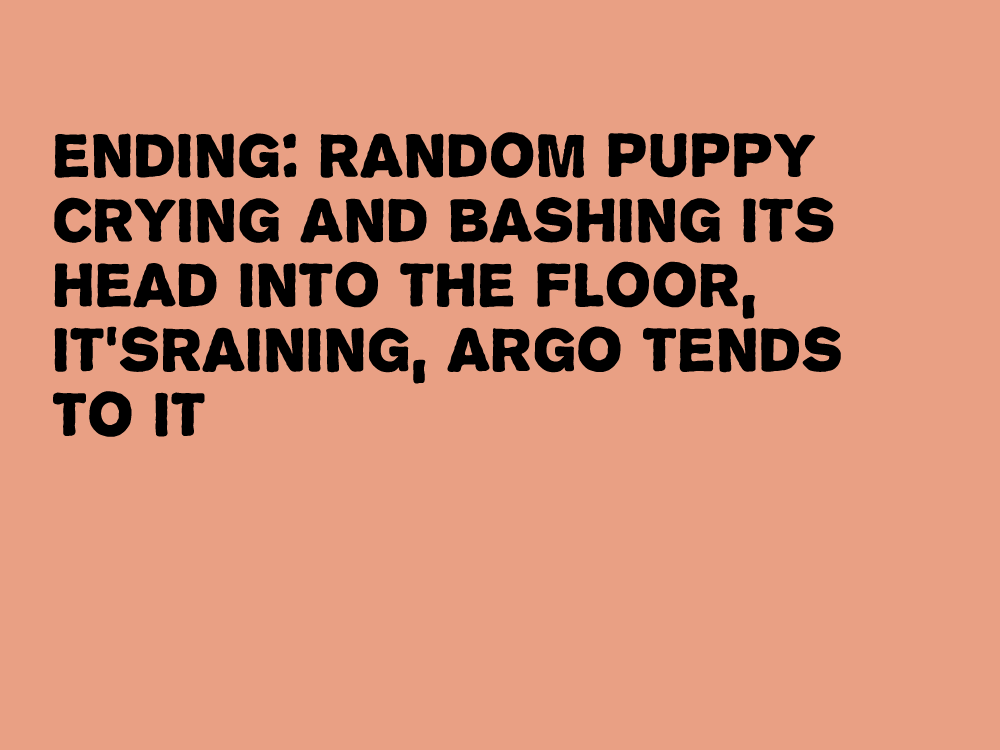 ENDING: RANDOM PUPPY
CRYING AND BASHING ITS
HEAD INTO THE FLOOR,
IT'SRAINING, ARGO TENDS
TO IT